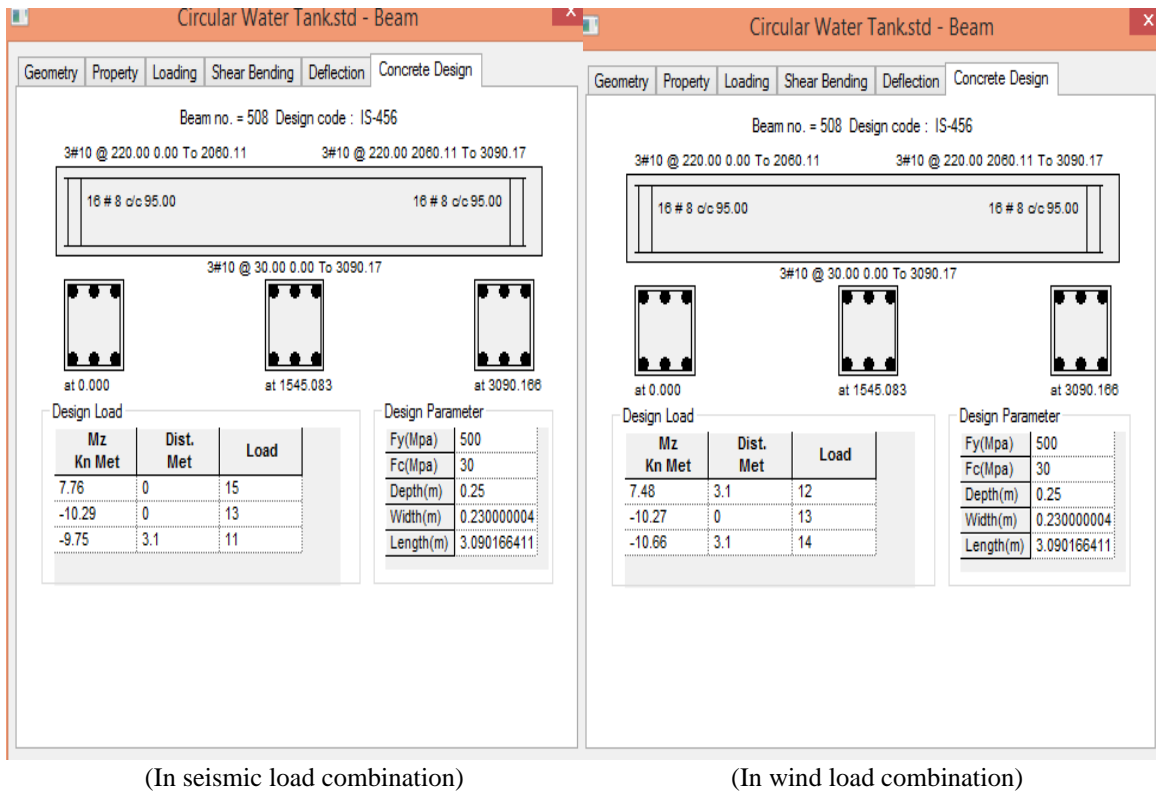 Circular Water Tank.std - Beam
X
Geometry Property Loading Shear Bending Deflection Concrete Design
Beam no. = 508 Design code : IS-456
3#10 @ 220.00 0.00 To 2060.11 3#10 @ 220.00 2060.11 To 3090.17
16 # 8 c/c 95.00 16 # 8 c/c 95.00
3#10 @ 30.00 0.00 To 3090.17
at 0.000 at 1545.083 at 3090.166
Design Load
Mz Kn Met Dist. Met Load
7.76 0 15
-10.29 0 13
-9.75 3.1 11
Design Parameter
Fy(Mpa) 500
Fc(Mpa) 30
Depth(m) 0.25
Width(m) 0.230000004
Length(m) 3.090166411
(In seismic load combination)
Circular Water Tank.std - Beam
X
Geometry Property Loading Shear Bending Deflection Concrete Design
Beam no. = 508 Design code : IS-456
3#10 @ 220.00 0.00 To 2060.11 3#10 @ 220.00 2060.11 To 3090.17
16 # 8 c/c 95.00 16 # 8 c/c 95.00
3#10 @ 30.00 0.00 To 3090.17
at 0.000 at 1545.083 at 3090.166
Design Load
Mz Kn Met Dist. Met Load
7.48 3.1 12
-10.27 0 13
-10.66 3.1 14
Design Parameter
Fy(Mpa) 500
Fc(Mpa) 30
Depth(m) 0.25
Width(m) 0.230000004
Length(m) 3.090166411
(In wind load combination)